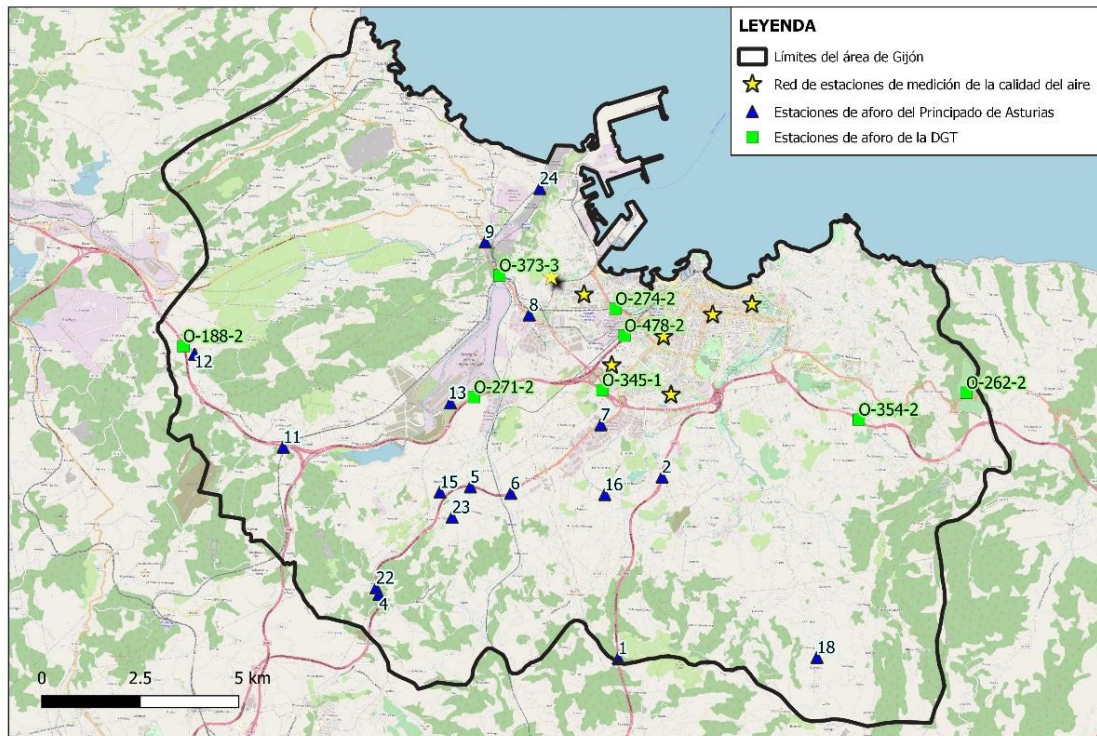 LEYENDA
Límites del área de Gijón
Red de estaciones de medición de la calidad del aire
Estaciones de aforo del Principado de Asturias
Estaciones de aforo de la DGT
24
9
O-373-3
8
O-274-2
O-478-2
O-188-2
12
13
O-271-2
O-345-1
O-262-2
O-354-2
7
11
2
15
5
6
16
23
22
4
1
18
0 2.5 5 km